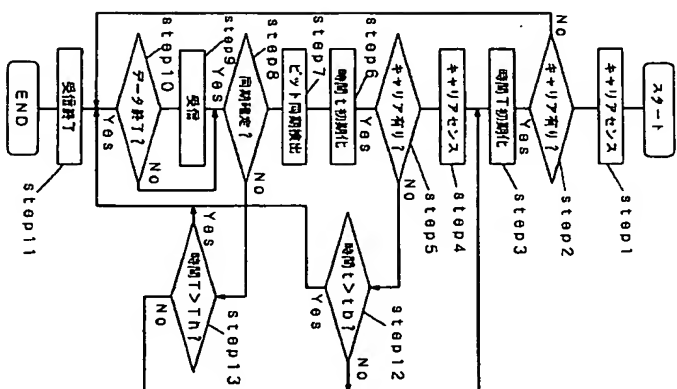 スタート
キャリアセンス
step1
キャリア有り?
step2
No
Yes
時間T初期化
step3
キャリアセンス
step4
キャリア有り?
step5
No
Yes
時間t初期化
step6
時間t>tb?
step12
No
Yes
ビット同期検出
step7
同期確定?
step8
No
Yes
時間T>Th?
step13
No
Yes
受信
step9
データ終了?
step10
No
Yes
受信終了
step11
END